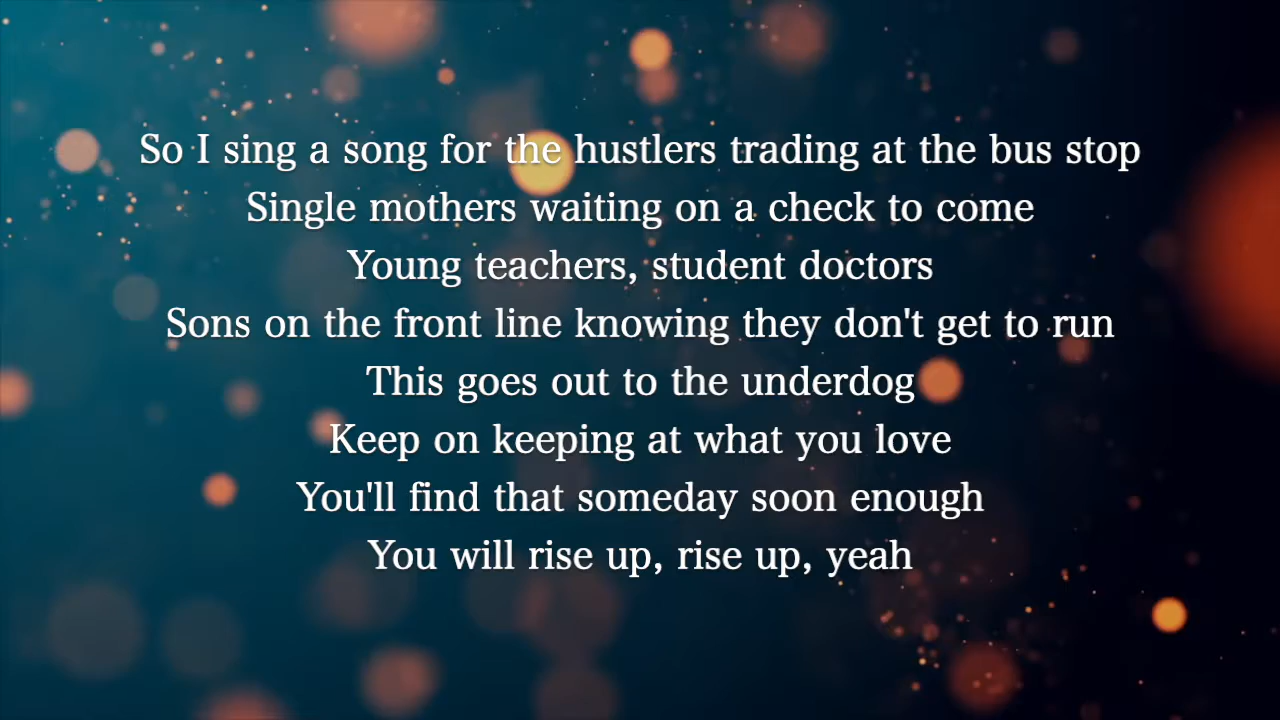 So I sing a song for the hustlers trading at the bus stop
Single mothers waiting on a check to come
Young teachers, student doctors
Sons on the front line knowing they don't get to run
This goes out to the underdog
Keep on keeping at what you love
You'll find that someday soon enough
You will rise up, rise up, yeah